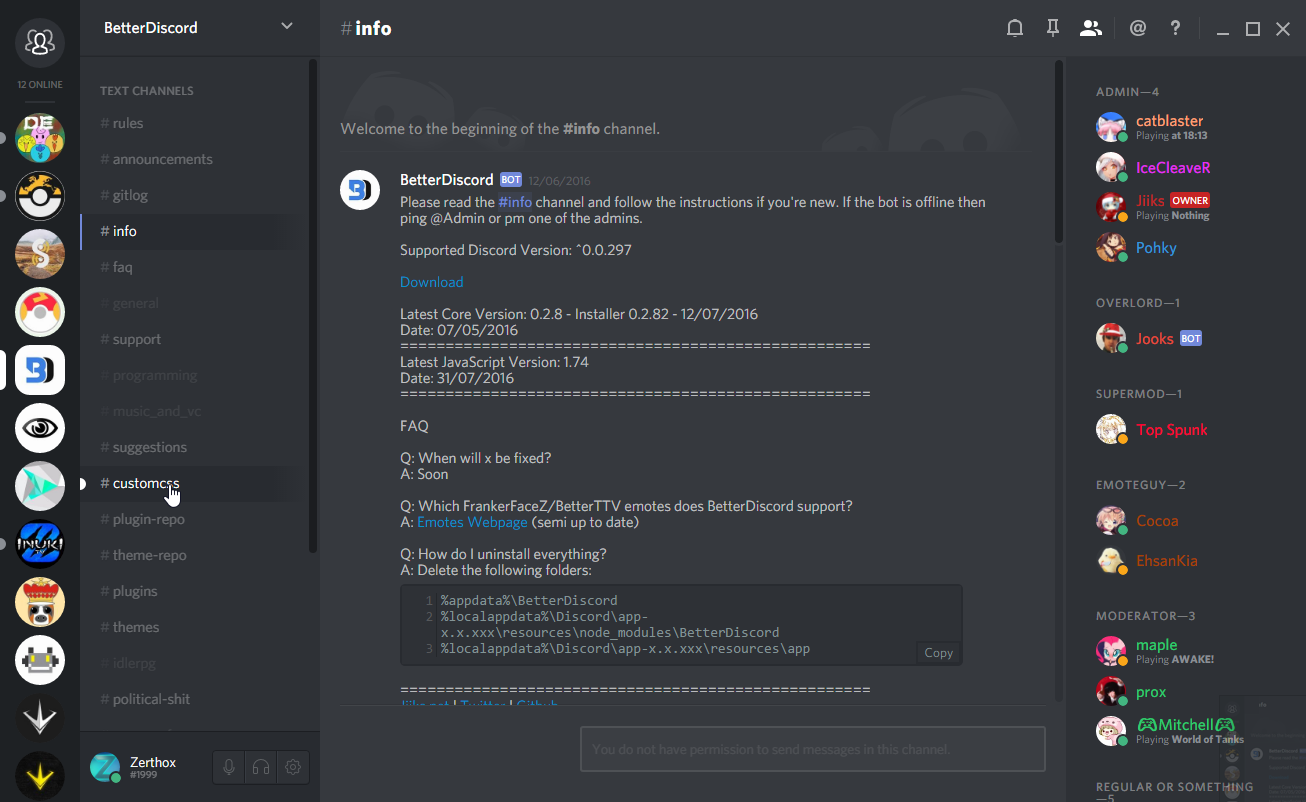 12 ONLINE
DE
INUKI
BetterDiscord
TEXT CHANNELS
# rules
# announcements
# gitlog
# info
# faq
# general
# support
# programming
# music_and_vc
# suggestions
# customcss
# plugin-repo
# theme-repo
# plugins
# themes
# idlerpg
# political-shit
Zerthox
#1999
#info
@ ?
Welcome to the beginning of the #info channel.
BetterDiscord BOT 12/06/2016
Please read the #info channel and follow the instructions if you're new. If the bot is offline then
ping @Admin or pm one of the admins.
Supported Discord Version: ^0.0.297
Download
Latest Core Version: 0.2.8 - Installer 0.2.82 - 12/07/2016
Date: 07/05/2016
====================================================
Latest JavaScript Version: 1.74
Date: 31/07/2016
====================================================
FAQ
Q: When will x be fixed?
A: Soon
Q: Which FrankerFaceZ/BetterTTV emotes does BetterDiscord support?
A: Emotes Webpage (semi up to date)
Q: How do I uninstall everything?
A: Delete the following folders:
1 %appdata%\BetterDiscord
2 %localappdata%\Discord\app-
x.x.xxx\resources\node_modules\BetterDiscord
3 %localappdata%\Discord\app-x.x.xxx\resources\app
Copy
====================================================
Jiiks.net | Twitter | Github
You do not have permission to send messages in this channel.
ADMIN—4
catblaster
Playing at 18:13
IceCleaveR
Jiiks OWNER
Playing Nothing
Pohky
OVERLORD—1
Jooks BOT
SUPERMOD—1
Top Spunk
EMOTEGUY—2
Cocoa
EhsanKia
MODERATOR—3
maple
Playing AWAKE!
prox
Mitchell
Playing World of Tanks
REGULAR OR SOMETHING
—5